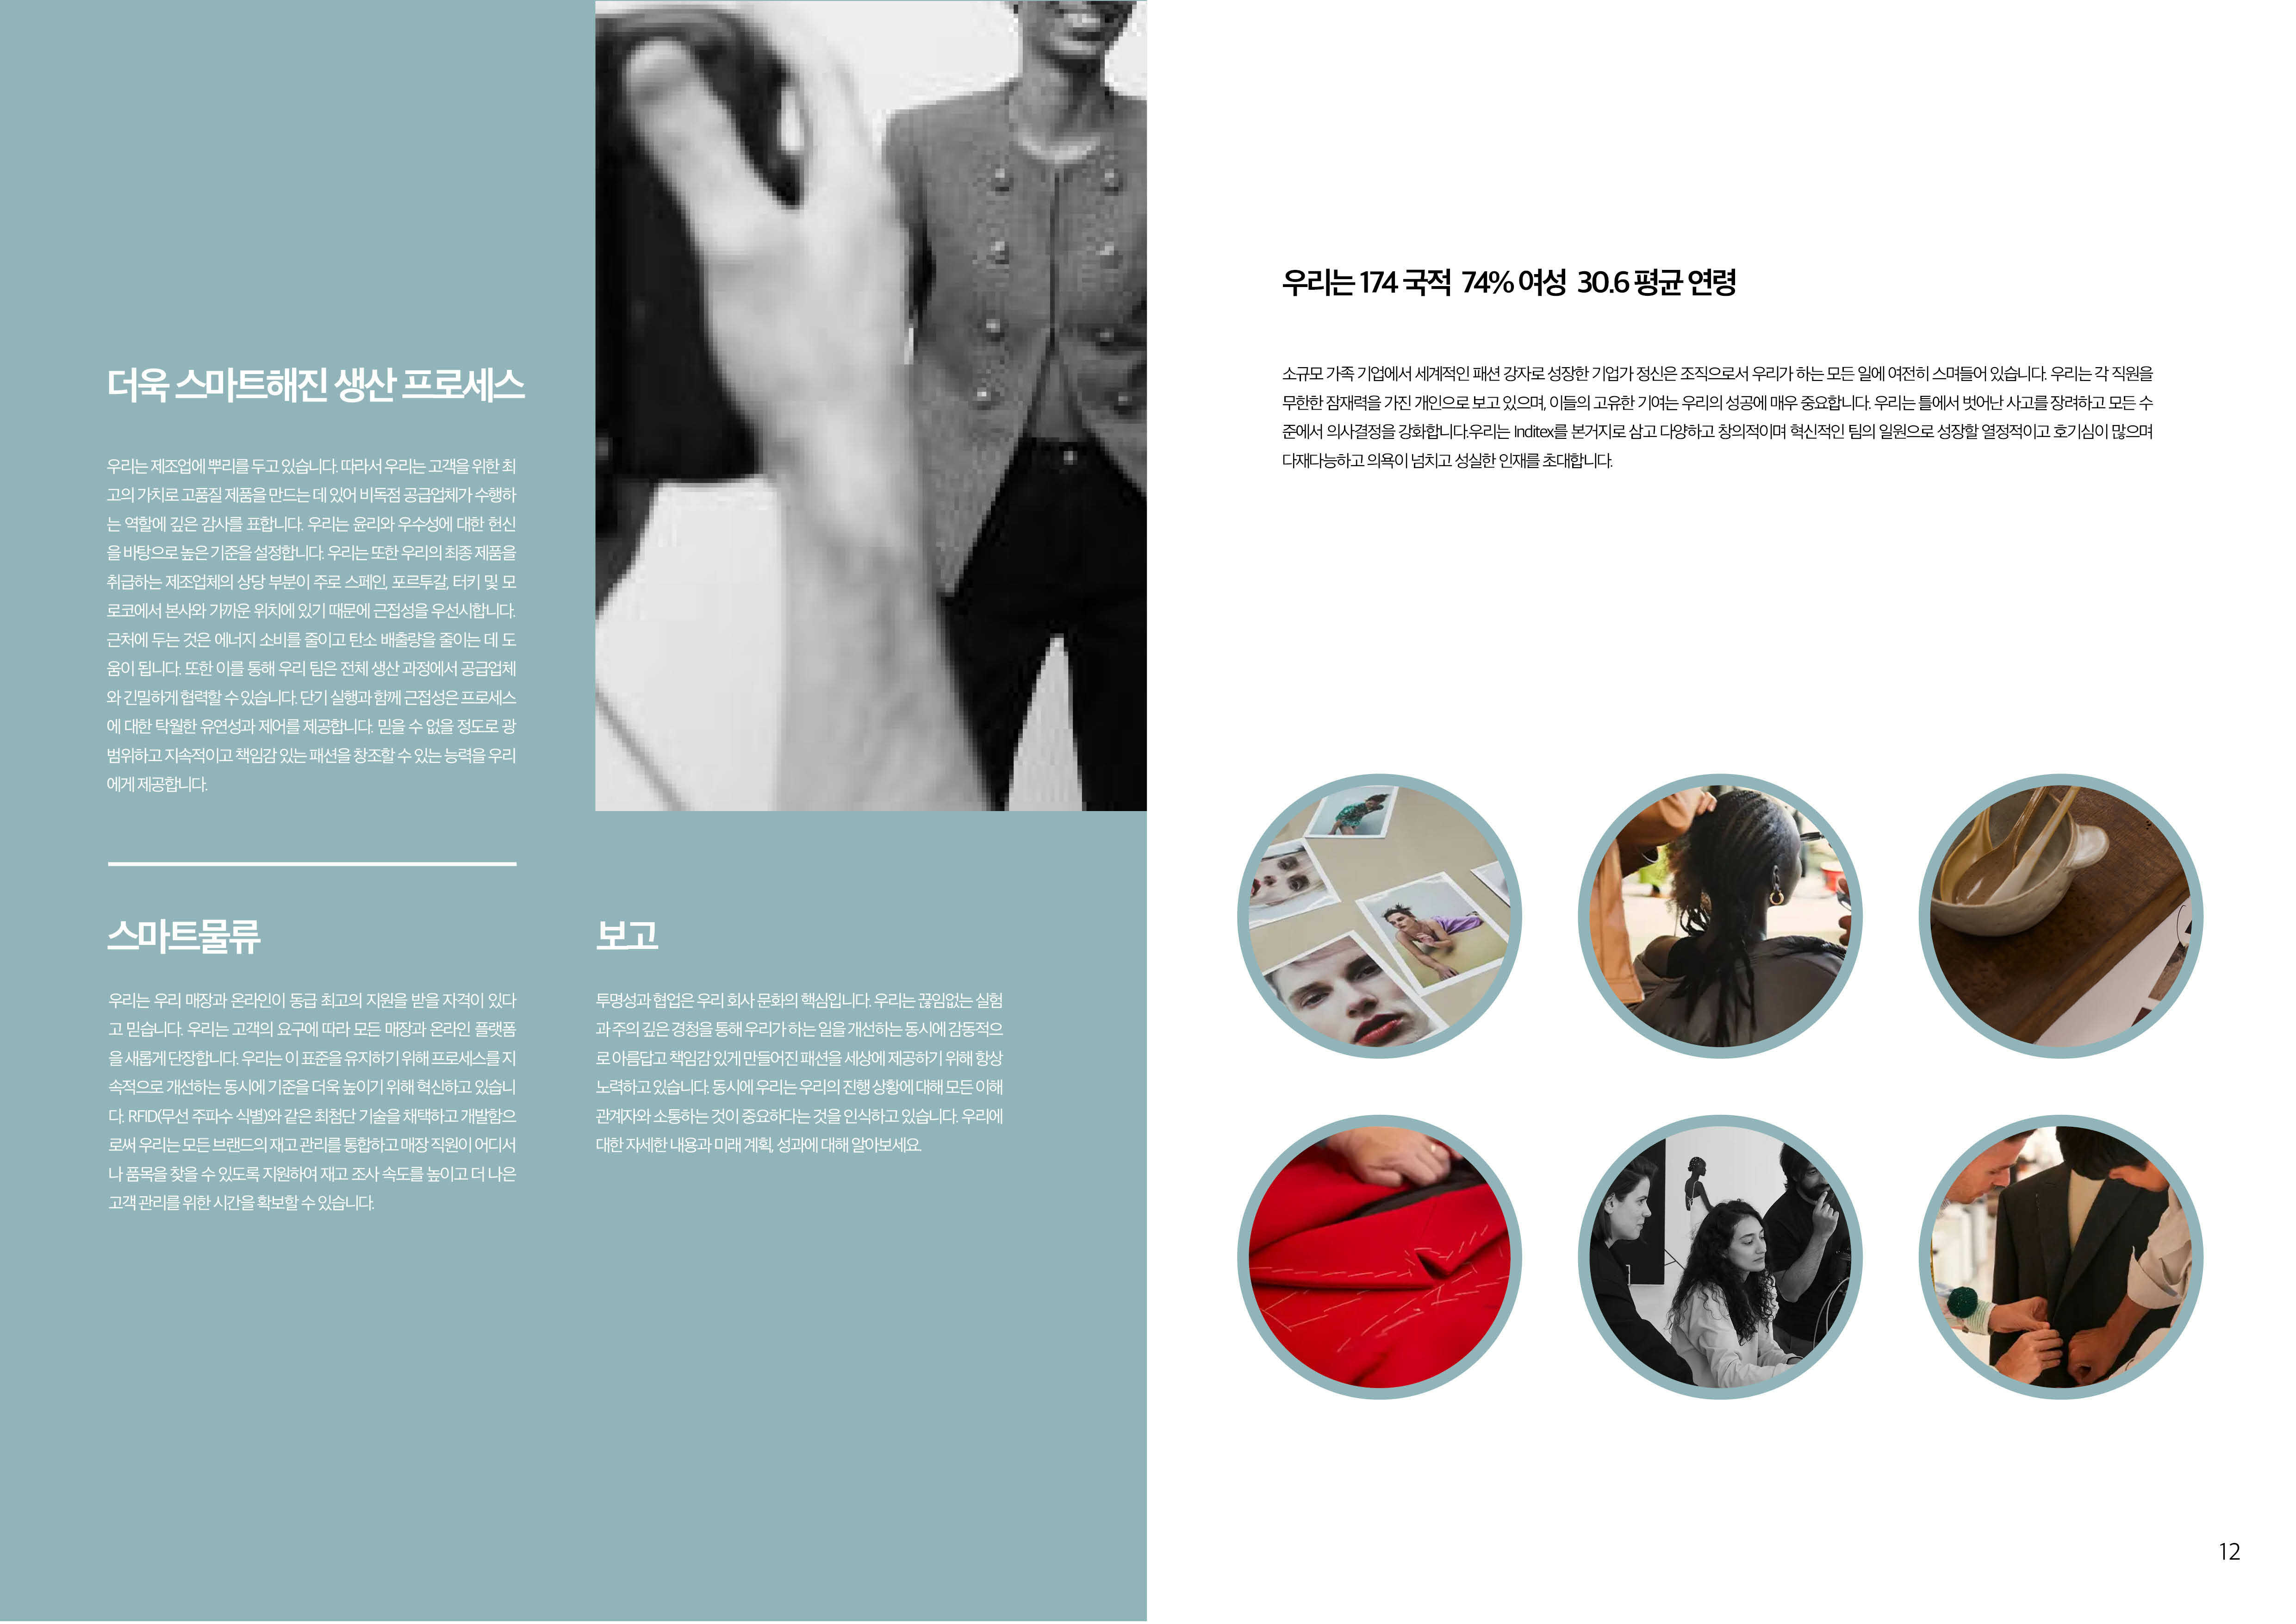 더욱 스마트해진 생산 프로세스
우리는 제조업에 뿌리를 두고 있습니다. 따라서 우리는 고객을 위한 최
고의 가치로 고품질 제품을 만드는 데 있어 비독점 공급업체가 수행하
는 역할에 깊은 감사를 표합니다. 우리는 윤리와 우수성에 대한 헌신
을 바탕으로 높은 기준을 설정합니다. 우리는 또한 우리의 최종 제품을
취급하는 제조업체의 상당 부분이 주로 스페인, 포르투갈, 터키 및 모
로코에서 본사와 가까운 위치에 있기 때문에 근접성을 우선시합니다.
근처에 두는 것은 에너지 소비를 줄이고 탄소 배출량을 줄이는 데 도
움이 됩니다. 또한 이를 통해 우리 팀은 전체 생산 과정에서 공급업체
와 긴밀하게 협력할 수 있습니다. 단기 실행과 함께 근접성은 프로세스
에 대한 탁월한 유연성과 제어를 제공합니다. 믿을 수 없을 정도로 광
범위하고 지속적이고 책임감 있는 패션을 창조할 수 있는 능력을 우리
에게 제공합니다.
스마트물류
우리는 우리 매장과 온라인이 동급 최고의 지원을 받을 자격이 있다
고 믿습니다. 우리는 고객의 요구에 따라 모든 매장과 온라인 플랫폼
을 새롭게 단장합니다. 우리는 이 표준을 유지하기 위해 프로세스를 지
속적으로 개선하는 동시에 기준을 더욱 높이기 위해 혁신하고 있습니
다. RFID(무선 주파수 식별)와 같은 최첨단 기술을 채택하고 개발함으
로써 우리는 모든 브랜드의 재고 관리를 통합하고 매장 직원이 어디서
나 품목을 찾을 수 있도록 지원하여 재고 조사 속도를 높이고 더 나은
고객 관리를 위한 시간을 확보할 수 있습니다.
보고
투명성과 협업은 우리 회사 문화의 핵심입니다. 우리는 끊임없는 실험
과 주의 깊은 경청을 통해 우리가 하는 일을 개선하는 동시에 감동적으
로 아름답고 책임감 있게 만들어진 패션을 세상에 제공하기 위해 항상
노력하고 있습니다. 동시에 우리는 우리의 진행 상황에 대해 모든 이해
관계자와 소통하는 것이 중요하다는 것을 인식하고 있습니다. 우리에
대한 자세한 내용과 미래 계획, 성과에 대해 알아보세요.
우리는 174 국적 74% 여성 30.6 평균 연령
소규모 가족 기업에서 세계적인 패션 강자로 성장한 기업가 정신은 조직으로서 우리가 하는 모든 일에 여전히 스며들어 있습니다. 우리는 각 직원을
무한한 잠재력을 가진 개인으로 보고 있으며, 이들의 고유한 기여는 우리의 성공에 매우 중요합니다. 우리는 틀에서 벗어난 사고를 장려하고 모든 수
준에서 의사결정을 강화합니다.우리는 Inditex를 본거지로 삼고 다양하고 창의적이며 혁신적인 팀의 일원으로 성장할 열정적이고 호기심이 많으며
다재다능하고 의욕이 넘치고 성실한 인재를 초대합니다.
12